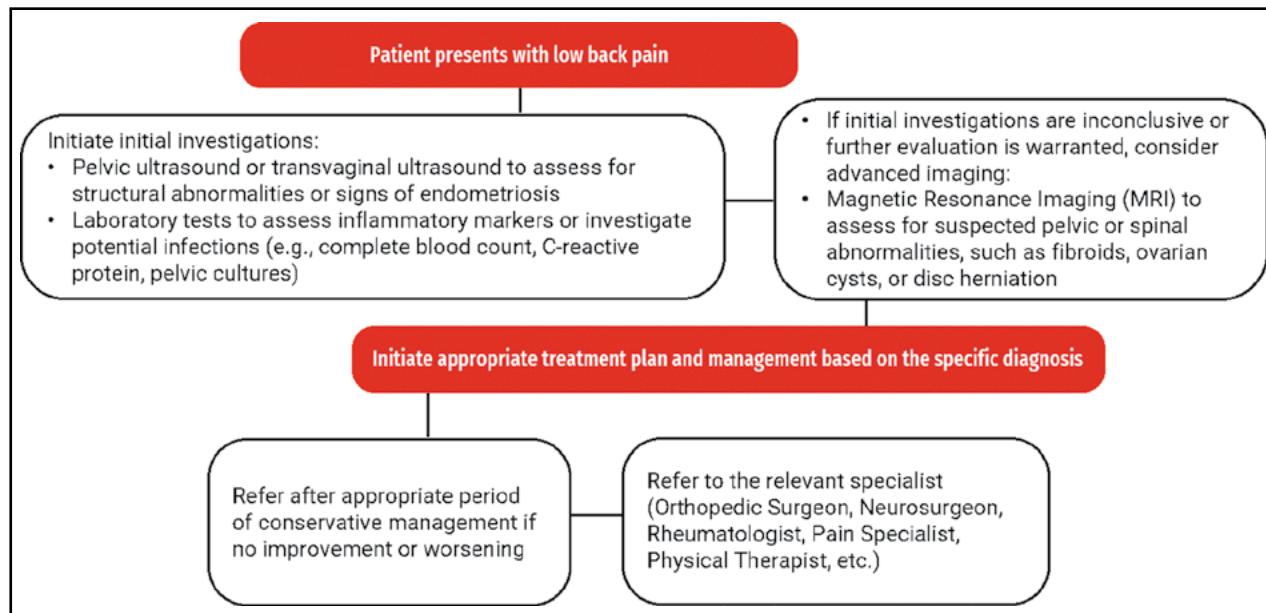 Patient presents with low back pain
Initiate initial investigations:
• Pelvic ultrasound or transvaginal ultrasound to assess for
structural abnormalities or signs of endometriosis
• Laboratory tests to assess inflammatory markers or investigate
potential infections (e.g., complete blood count, C-reactive
protein, pelvic cultures)
• If initial investigations are inconclusive or
further evaluation is warranted, consider
advanced imaging:
• Magnetic Resonance Imaging (MRI) to
assess for suspected pelvic or spinal
abnormalities, such as fibroids, ovarian
cysts, or disc herniation
Initiate appropriate treatment plan and management based on the specific diagnosis
Refer after appropriate period
of conservative management if
no improvement or worsening
Refer to the relevant specialist
(Orthopedic Surgeon, Neurosurgeon,
Rheumatologist, Pain Specialist,
Physical Therapist, etc.)